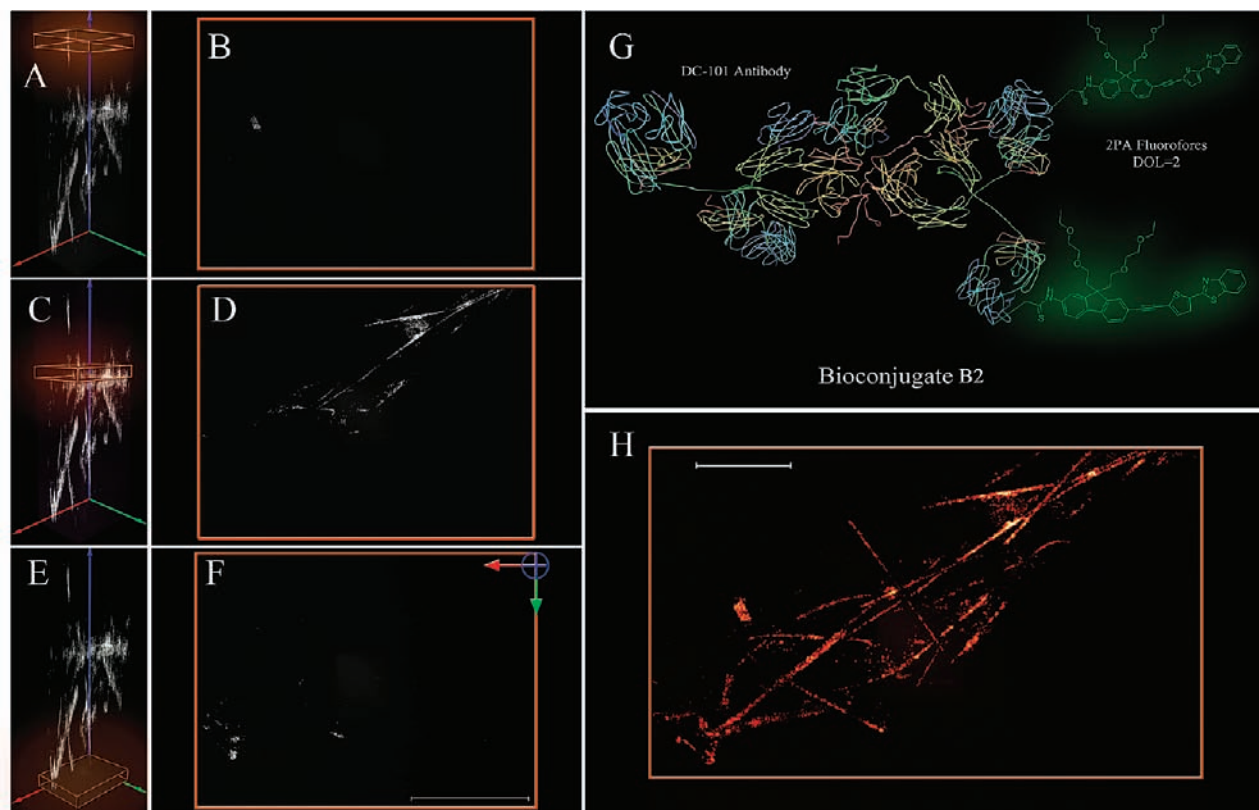 A
B
C
D
E
F
G
DC-101 Antibody
2PA Fluorofores
DOL=2
Bioconjugate B2
H